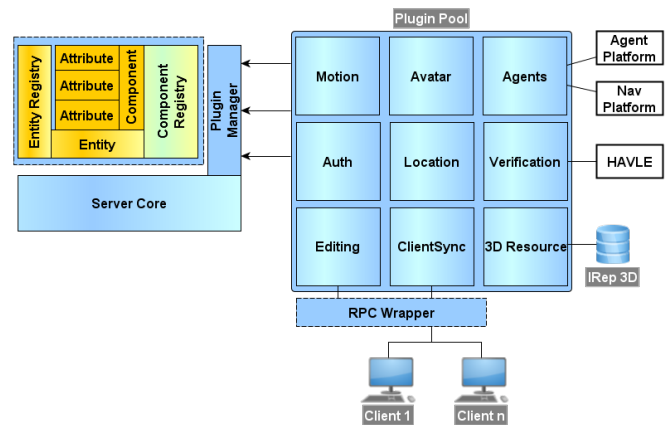 Plugin Pool
Entity Registry
Attribute
Attribute
Attribute
Component
Entity
Component
Registry
Plugin
Manager
Server Core
Motion
Avatar
Agents
Auth
Location
Verification
Editing
ClientSync
3D Resource
Agent
Platform
Nav
Platform
HAVLE
IRep 3D
RPC Wrapper
Client 1
Client n